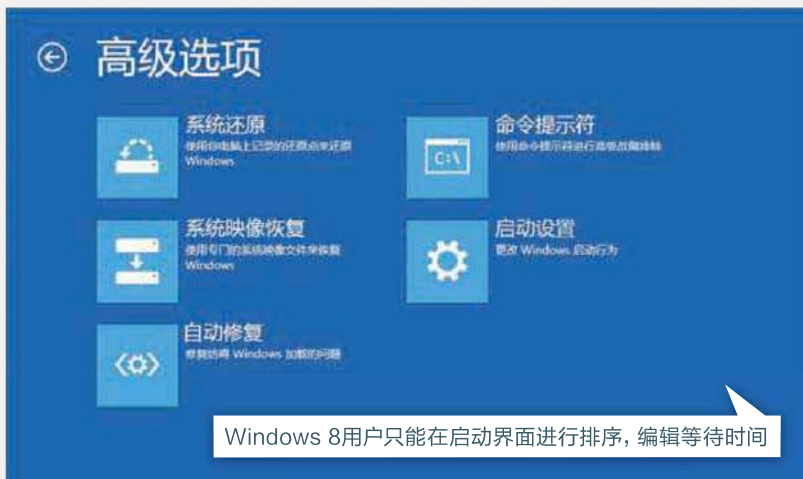 高级选项
系统还原
使用你电脑上记录的还原点来还原
Windows
命令提示符
使用命令提示符进行高级故障排除
C:\
系统映像恢复
使用专门的系统映像文件来恢复
Windows
启动设置
更改 Windows 启动行为
自动修复
修复妨碍 Windows 加载的问题
Windows 8用户只能在启动界面进行排序, 编辑等待时间